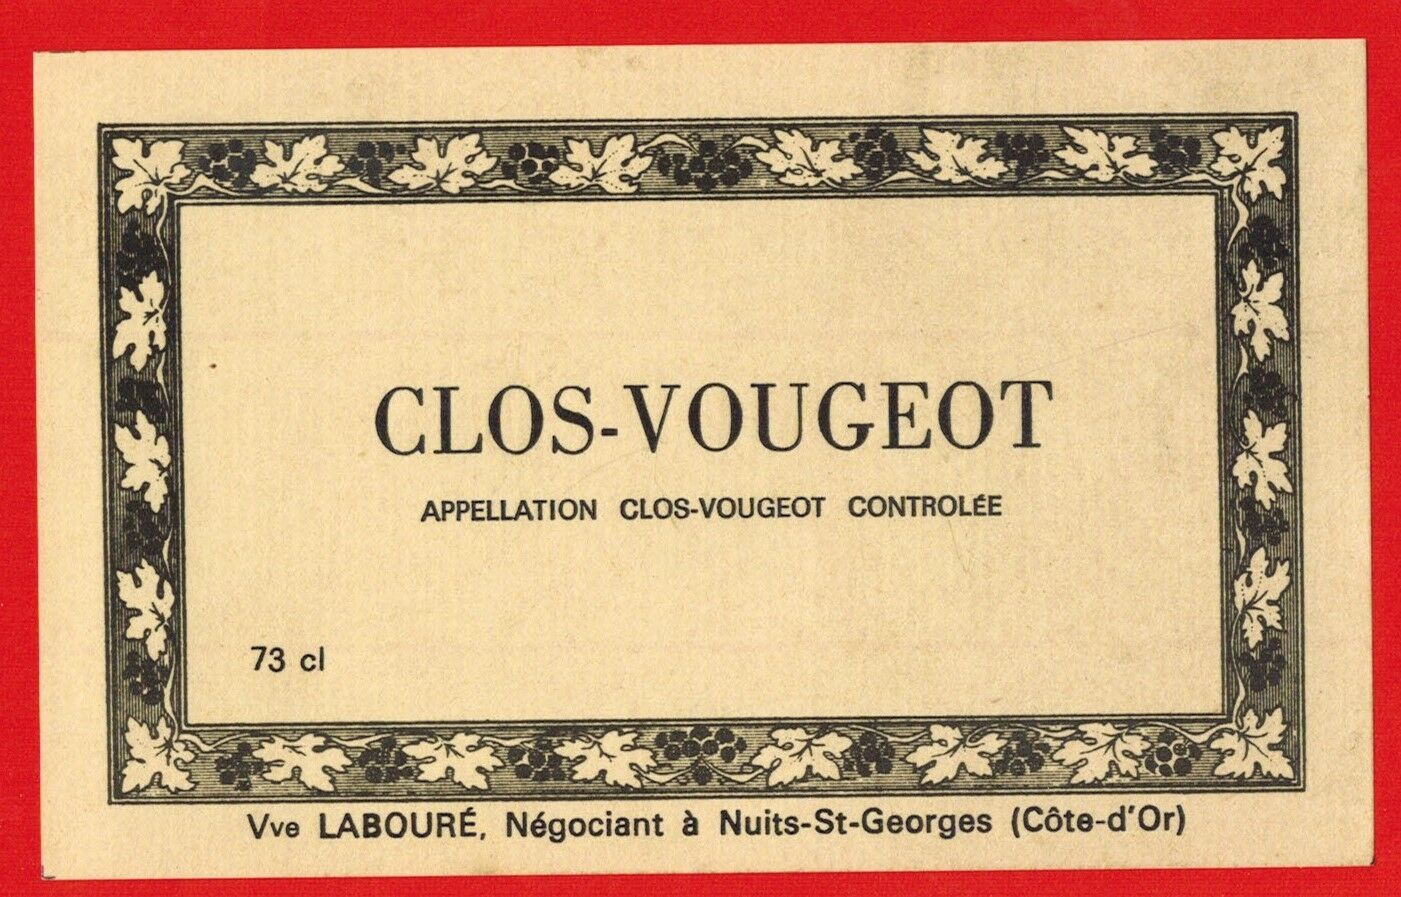 CLOS-VOUGEOT
APPELLATION CLOS-VOUGEOT CONTROLÉE
73 cl
Vve LABOURÉ, Négociant à Nuits-St-Georges (Côte-d'Or)